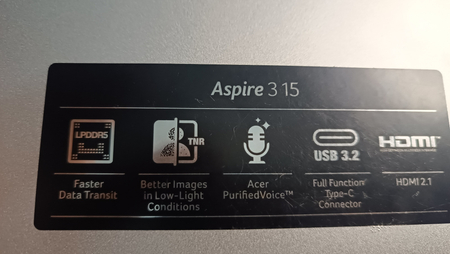 Aspire 3 15
LPDDR5
TNR
USB 3.2
HDMI
Faster
Data Transit
Better Images
in Low-Light
Conditions
Acer
PurifiedVoice™
Full Function
Type-C
Connector
HDMI 2.1